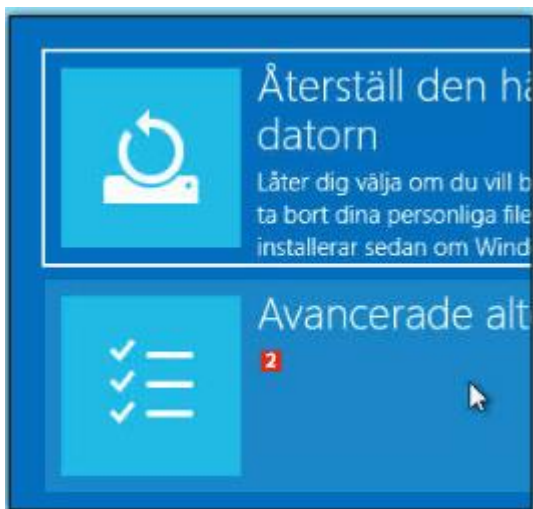 Återställ den hä
datorn
Låter dig välja om du vill b
ta bort dina personliga file
installerar sedan om Wind
Avancerade alt
2